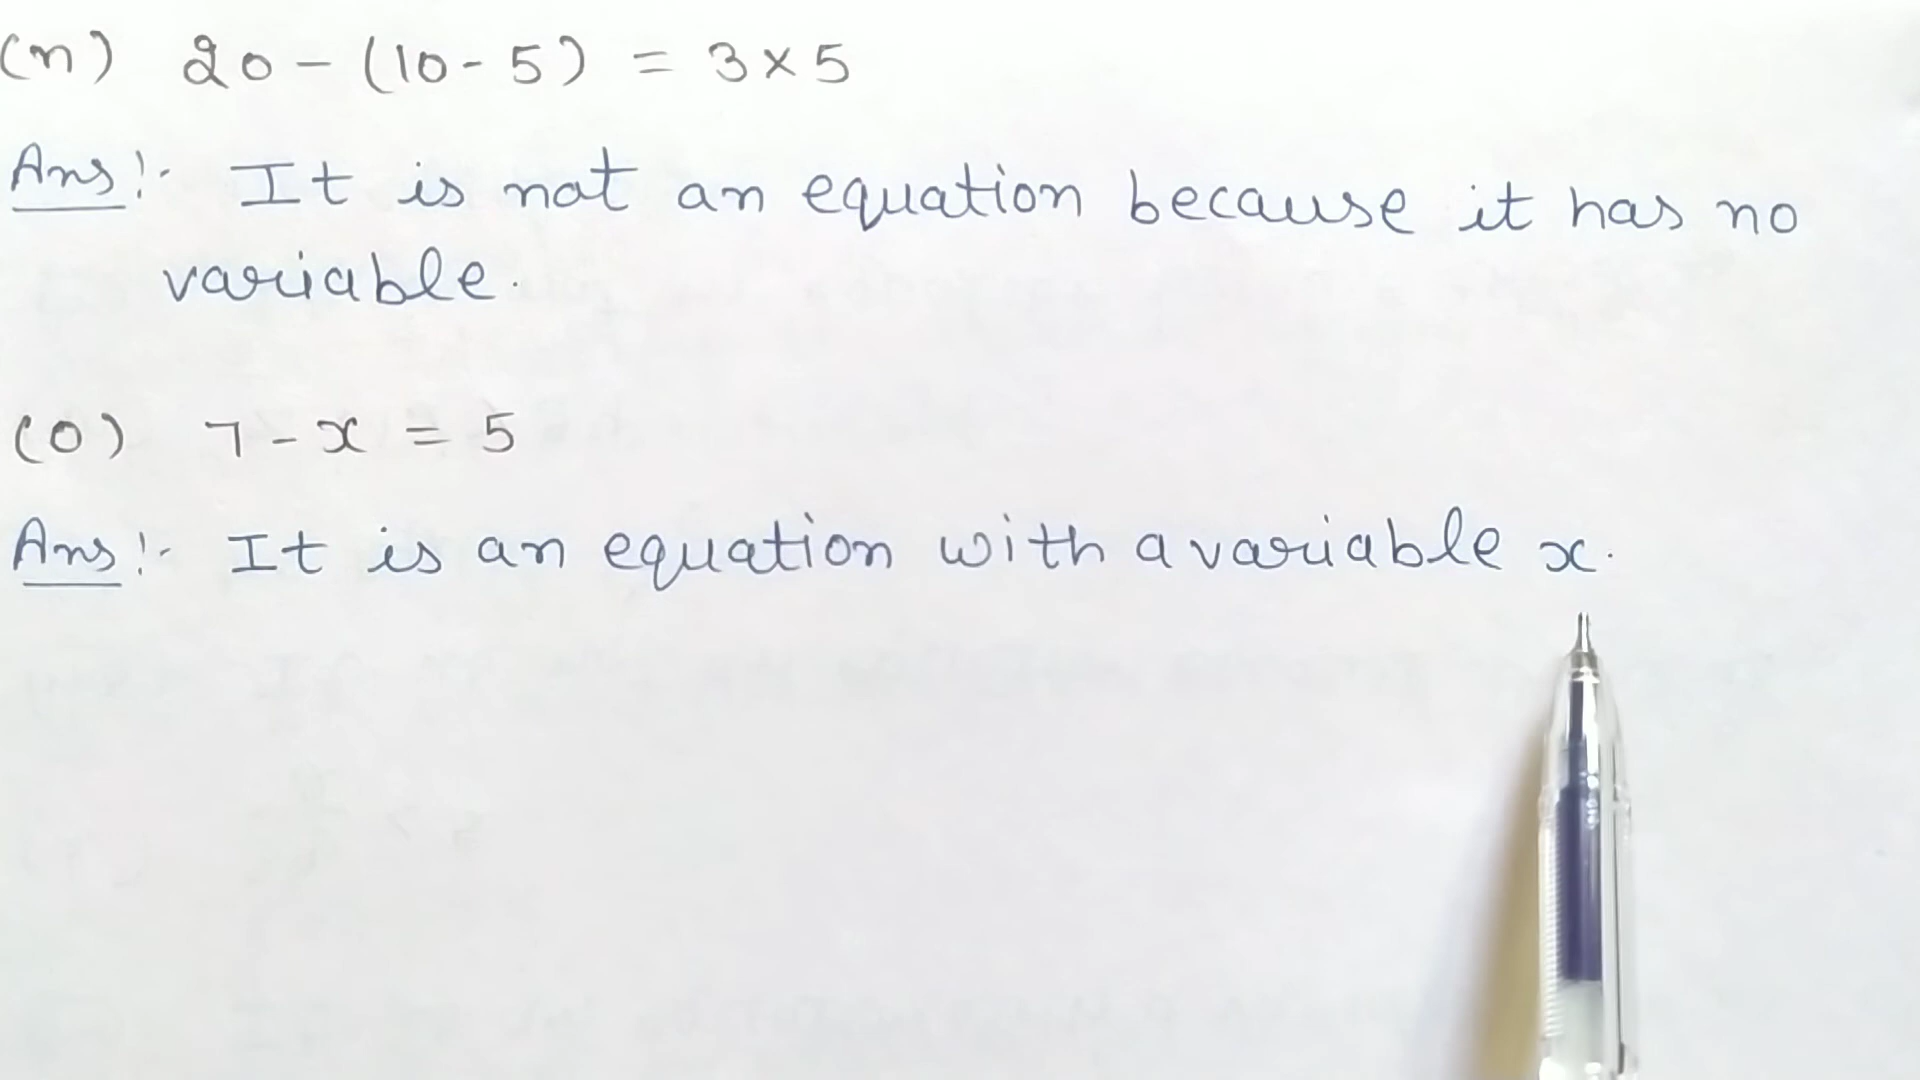 (n) 20 - (10 - 5) = 3 × 5
Ans:- It is not an equation because it has no
variable.
(o) 7 - x = 5
Ans:- It is an equation with a variable x.